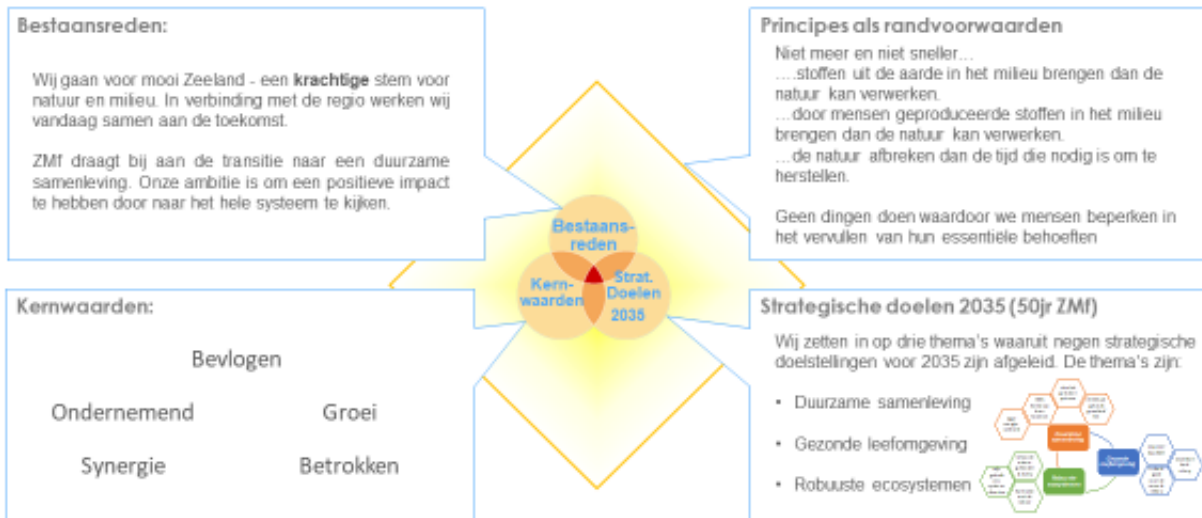 Bestaansreden:
Wij gaan voor mooi Zeeland - een krachtige stem voor
natuur en milieu. In verbinding met de regio werken wij
vandaag samen aan de toekomst.
ZMf draagt bij aan de transitie naar een duurzame
samenleving. Onze ambitie is om een positieve impact
te hebben door naar het hele systeem te kijken.
Principes als randvoorwaarden
Niet meer en niet sneller…
….stoffen uit de aarde in het milieu brengen dan de
natuur kan verwerken.
…door mensen geproduceerde stoffen in het milieu
brengen dan de natuur kan verwerken.
…de natuur afbreken dan de tijd die nodig is om te
herstellen.
Geen dingen doen waardoor we mensen beperken in
het vervullen van hun essentiële behoeften
Bestaans-
reden
Kern-
waarden
Strat.
Doelen
2035
Kernwaarden:
Bevlogen
Ondernemend
Groei
Synergie
Betrokken
Strategische doelen 2035 (50jr ZMf)
Wij zetten in op drie thema's waaruit negen strategische
doelstellingen voor 2035 zijn afgeleid. De thema's zijn:
• Duurzame samenleving
• Gezonde leefomgeving
• Robuuste ecosystemen